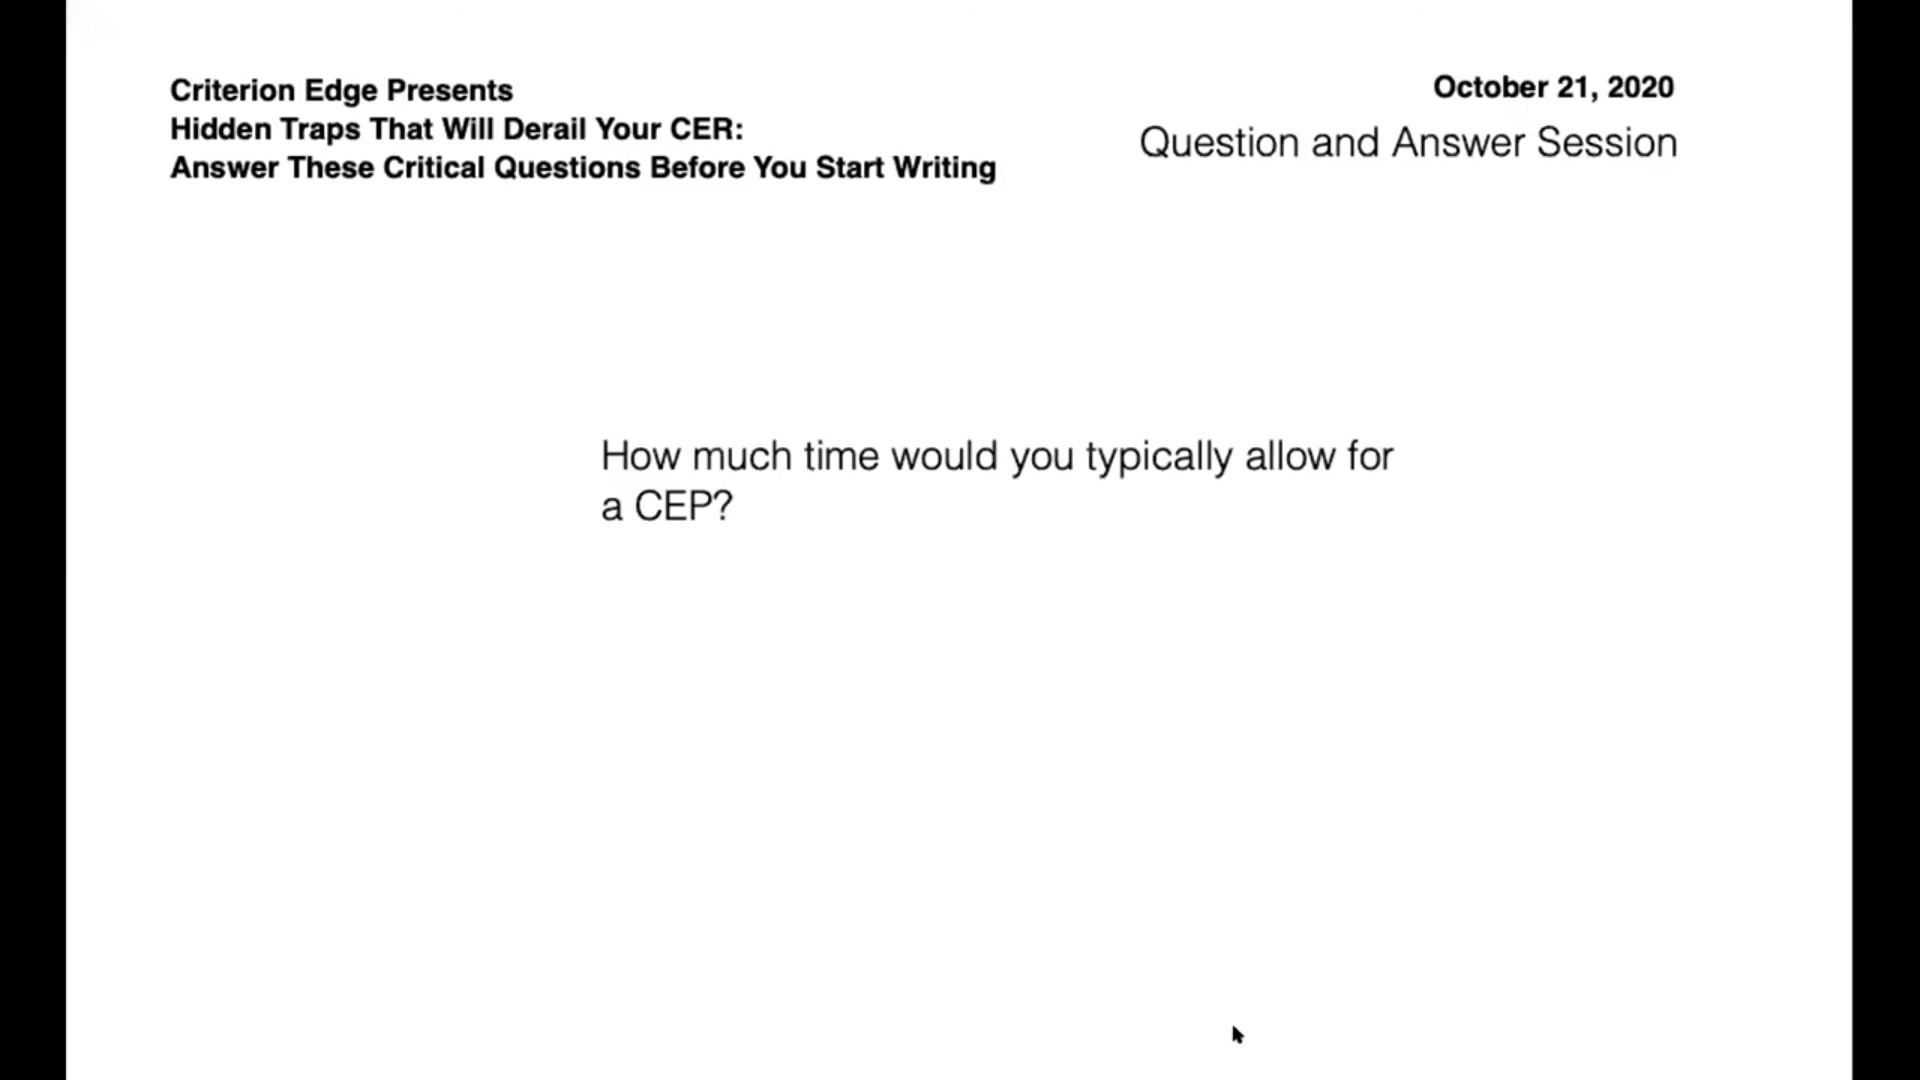 Criterion Edge Presents
Hidden Traps That Will Derail Your CER:
Answer These Critical Questions Before You Start Writing
October 21, 2020
Question and Answer Session
How much time would you typically allow for
a CEP?